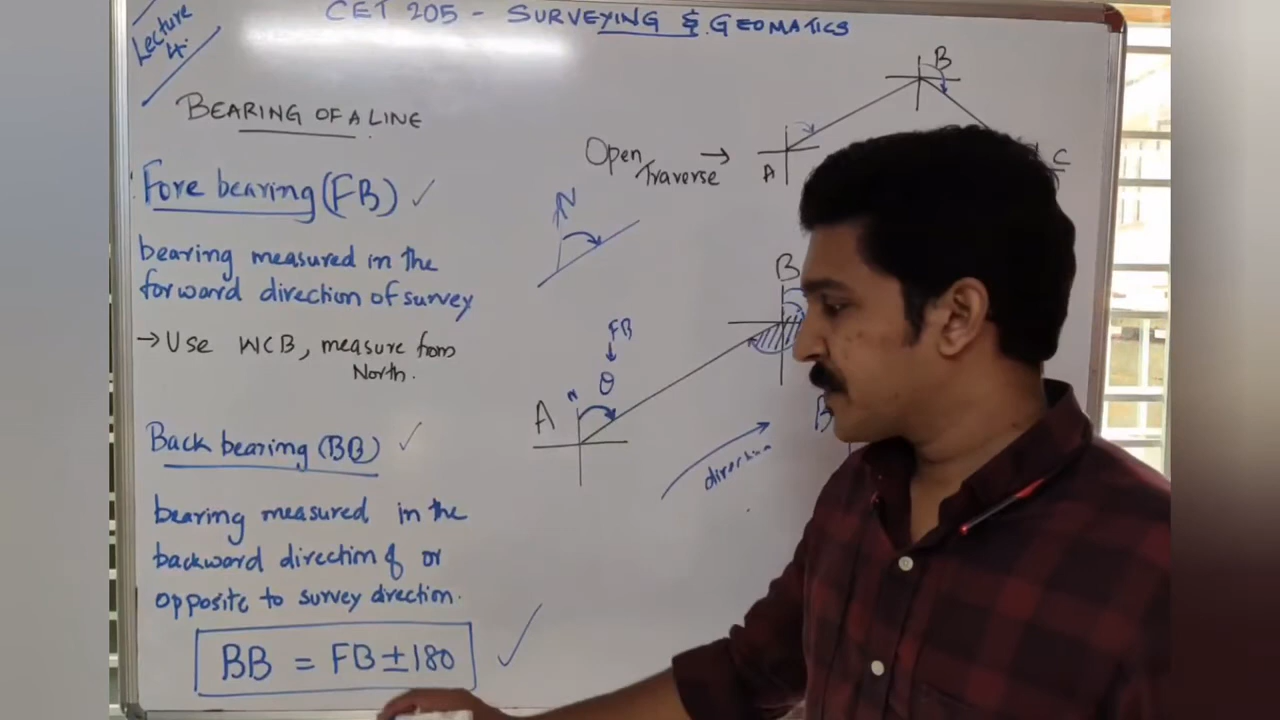 Lecture
4.
CET 205 - SURVEYING & GEOMATICS
BEARING OF A LINE
Fore bearing (FB) ✓
bearing measured in the
forward direction of survey
→ Use WCB, measure from
North.
Back bearing (BB) ✓
bearing measured in the
backward direction of or
opposite to survey direction.
BB = FB ± 180 ✓
Open
Traverse →
A
B
C
N
FB
↓
θ
N
A
B
B
direction